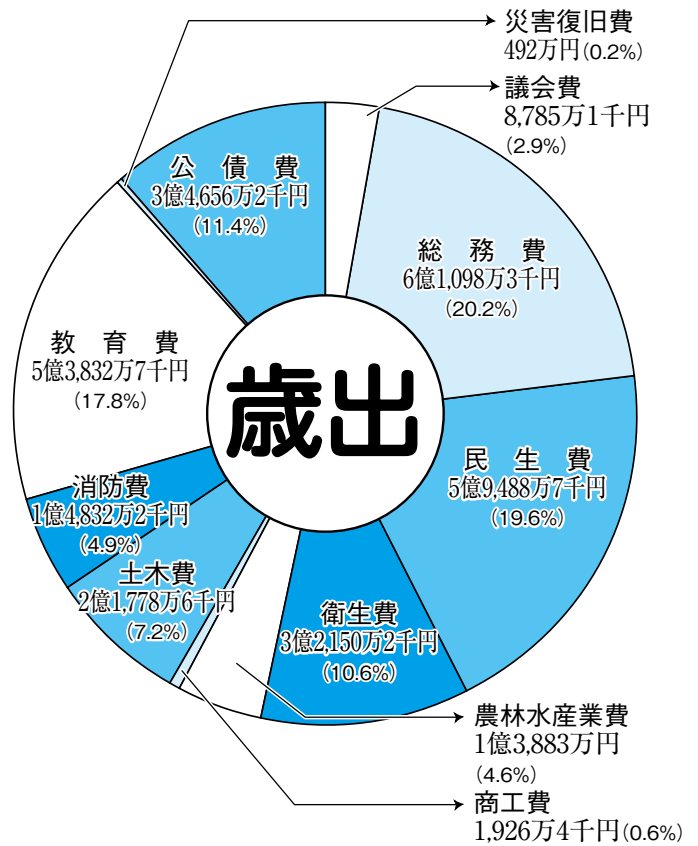 災害復旧費
492万円(0.2%)
議会費
8,785万1千円
(2.9%)
総務費
6億1,098万3千円
(20.2%)
民生費
5億9,488万7千円
(19.6%)
衛生費
3億2,150万2千円
(10.6%)
農林水産業費
1億3,883万円
(4.6%)
商工費
1,926万4千円(0.6%)
土木費
2億1,778万6千円
(7.2%)
消防費
1億4,832万2千円
(4.9%)
教育費
5億3,832万7千円
(17.8%)
公債費
3億4,656万2千円
(11.4%)
歳出